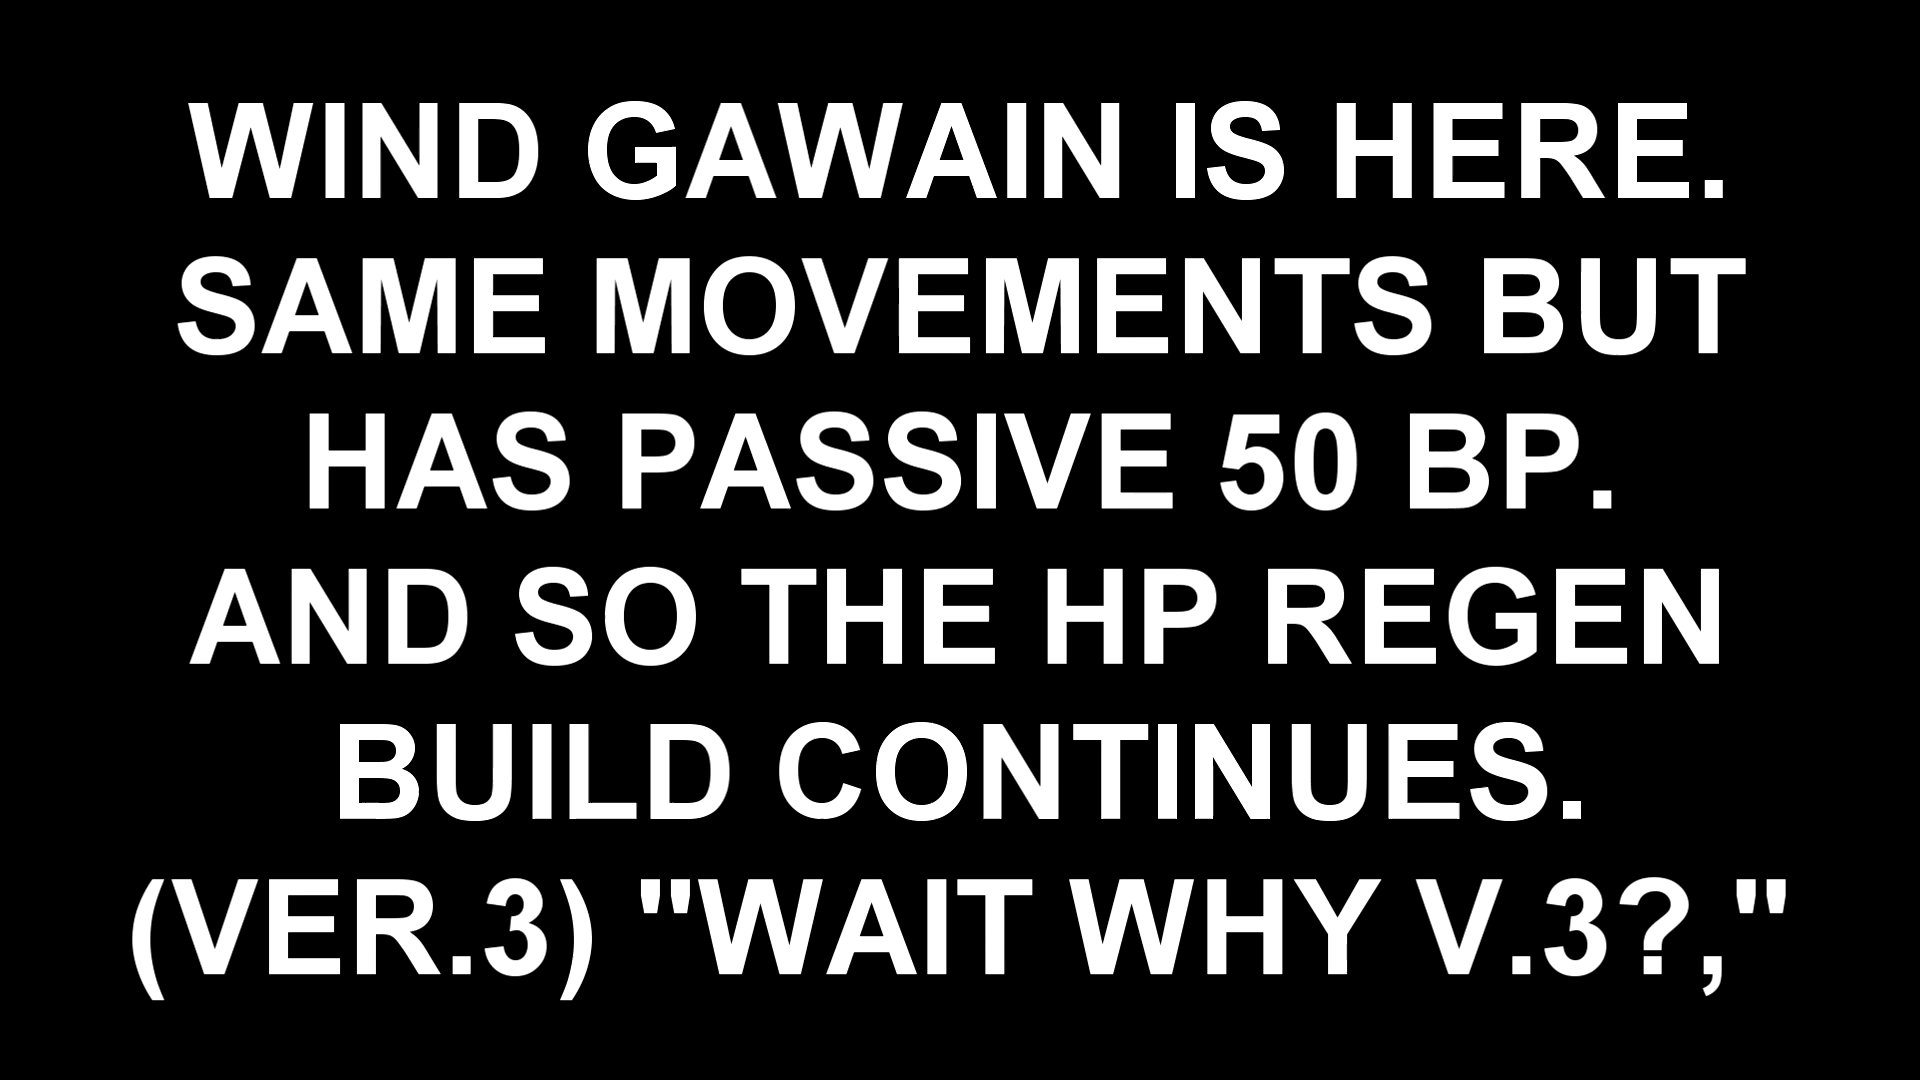 WIND GAWAIN IS HERE.
SAME MOVEMENTS BUT
HAS PASSIVE 50 BP.
AND SO THE HP REGEN
BUILD CONTINUES.
(VER.3) "WAIT WHY V.3?,"